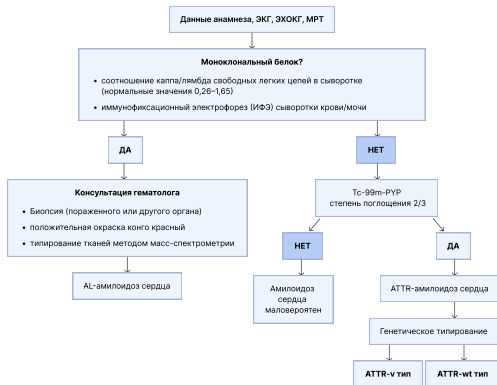 Данные анамнеза, ЭКГ, ЭХОКГ, МРТ
Моноклональный белок?
• соотношение каппа/лямбда свободных легких цепей в сыворотке
(нормальные значения 0,26–1,65)
• иммунофиксационный электрофорез (ИФЭ) сыворотки крови/мочи
ДА
НЕТ
Консультация гематолога
• Биопсия (пораженного или другого органа)
• положительная окраска конго красный
• типирование тканей методом масс-спектрометрии
Tc-99m-PYP
степень поглощения 2/3
НЕТ
ДА
AL-амилоидоз сердца
Амилоидоз
сердца
маловероятен
ATTR-амилоидоз сердца
Генетическое типирование
ATTR-v тип
ATTR-wt тип